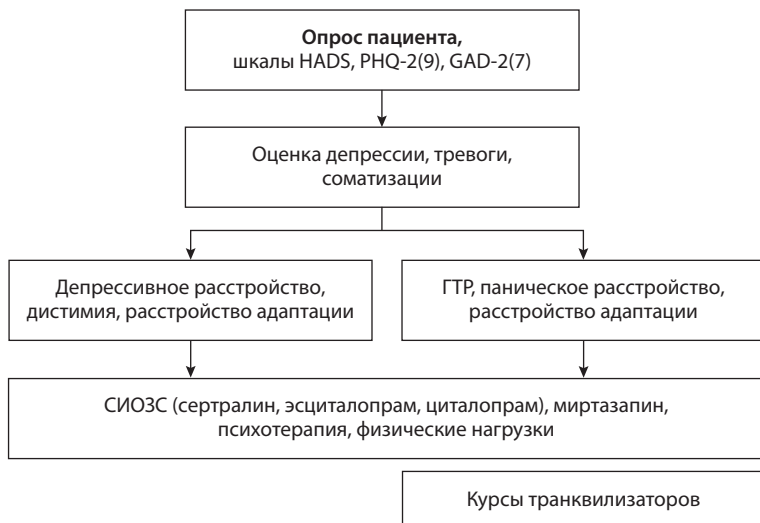 Опрос пациента,
шкалы HADS, PHQ-2(9), GAD-2(7)
Оценка депрессии, тревоги,
соматизации
Депрессивное расстройство,
дистимия, расстройство адаптации
ГТР, паническое расстройство,
расстройство адаптации
СИОЗС (сертралин, эсциталопрам, циталопрам), миртазапин,
психотерапия, физические нагрузки
Курсы транквилизаторов